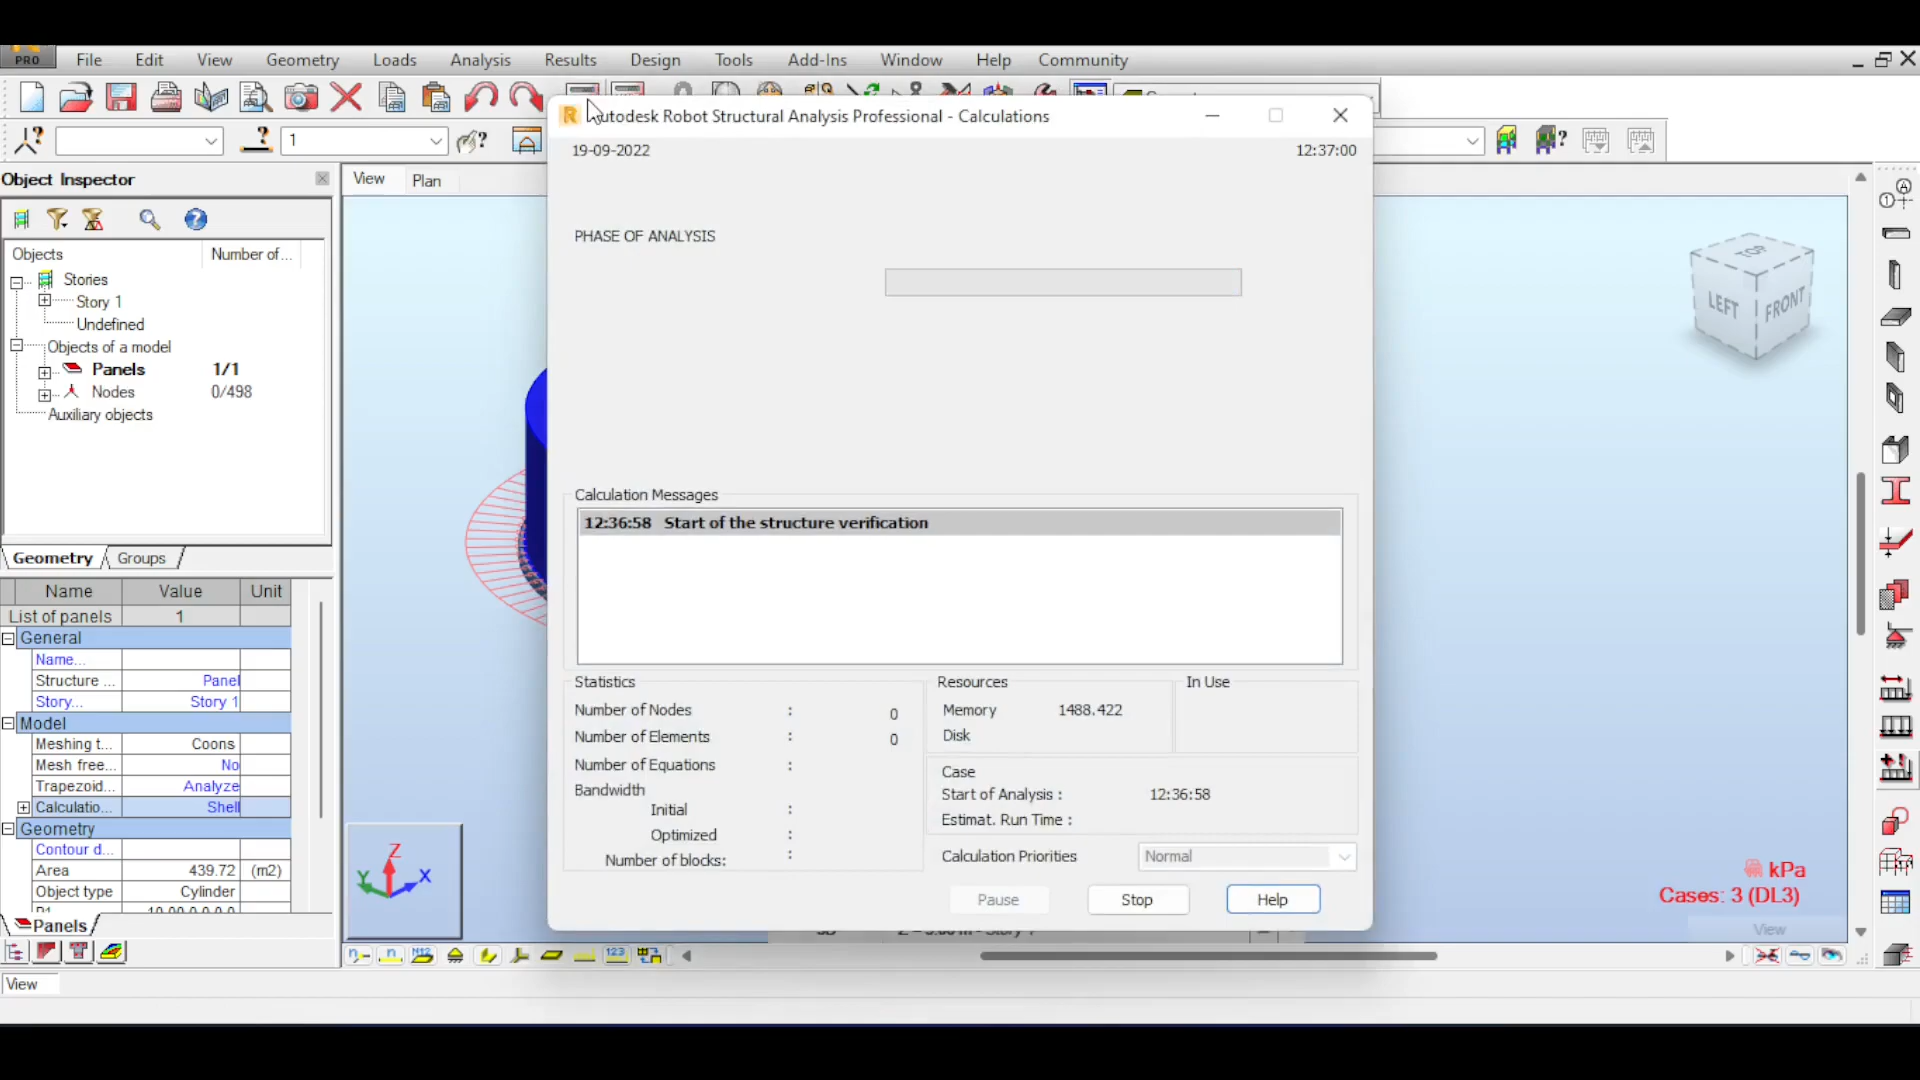 PRO File Edit View Geometry Loads Analysis Results Design Tools Add-Ins Window Help Community
1
Object Inspector
View Plan
Objects Number of...
Stories
Story 1
Undefined
Objects of a model
Panels 1/1
Nodes 0/498
Auxiliary objects
Geometry Groups
Name Value Unit
List of panels 1
General
Name...
Structure ... Panel
Story... Story 1
Model
Meshing t... Coons
Mesh free... No
Trapezoid... Analyze
Calculatio... Shell
Geometry
Contour d...
Area 439.72 (m2)
Object type Cylinder
Panels
View
Autodesk Robot Structural Analysis Professional - Calculations
19-09-2022 12:37:00
PHASE OF ANALYSIS
Calculation Messages
12:36:58 Start of the structure verification
Statistics
Number of Nodes : 0
Number of Elements : 0
Number of Equations :
Bandwidth
Initial :
Optimized :
Number of blocks: :
Resources In Use
Memory 1488.422
Disk
Case
Start of Analysis : 12:36:58
Estimat. Run Time :
Calculation Priorities Normal
Pause Stop Help
TOP
LEFT FRONT
Z
Y X
kPa
Cases: 3 (DL3)
View